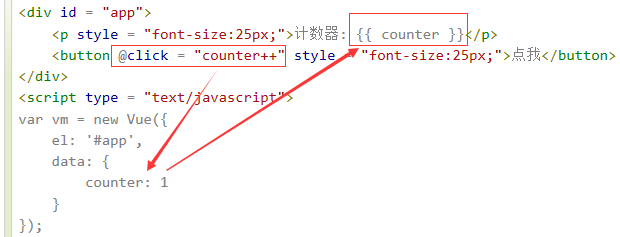 <div id = "app">
<p style = "font-size:25px;">计数器: {{ counter }}</p>
<button @click = "counter++" style = "font-size:25px;">点我</button>
</div>
<script type = "text/javascript">
var vm = new Vue({
el: '#app',
data: {
counter: 1
}
});